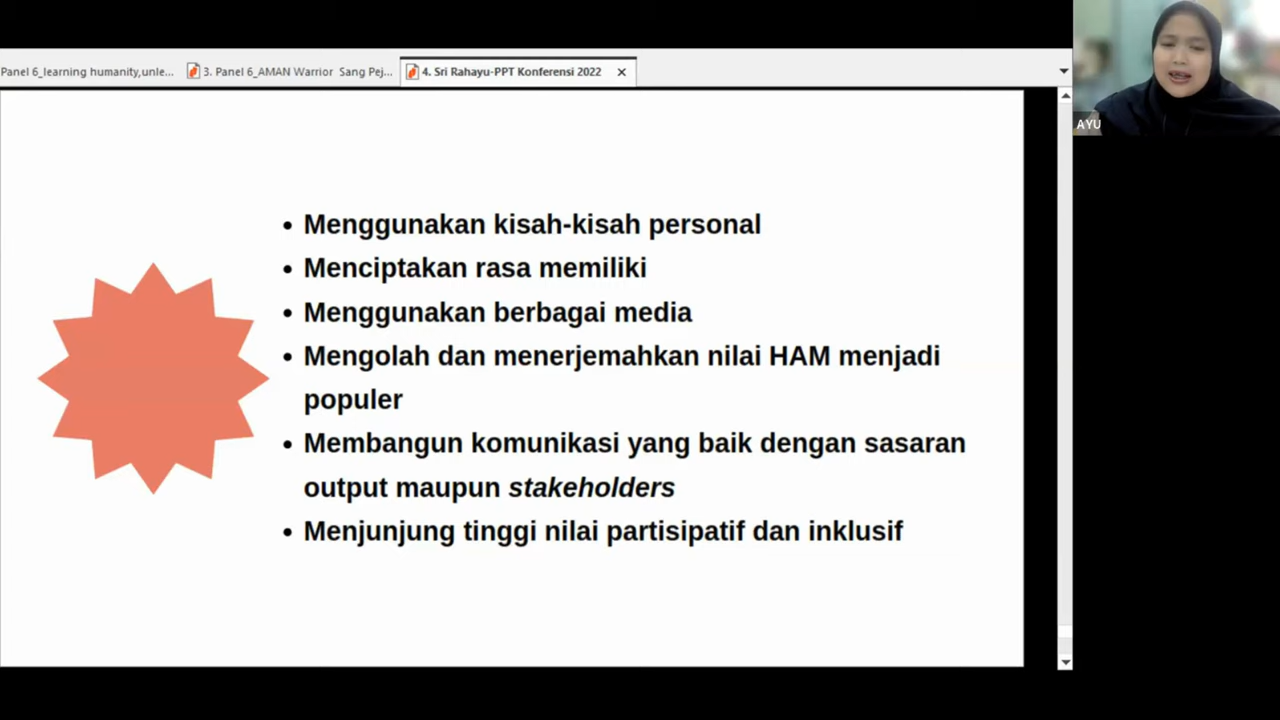 Panel 6_learning humanity,unle...
3. Panel 6_AMAN Warrior Sang Pej...
4. Sri Rahayu-PPT Konferensi 2022
AYU
• Menggunakan kisah-kisah personal
• Menciptakan rasa memiliki
• Menggunakan berbagai media
• Mengolah dan menerjemahkan nilai HAM menjadi
populer
• Membangun komunikasi yang baik dengan sasaran
output maupun stakeholders
• Menjunjung tinggi nilai partisipatif dan inklusif